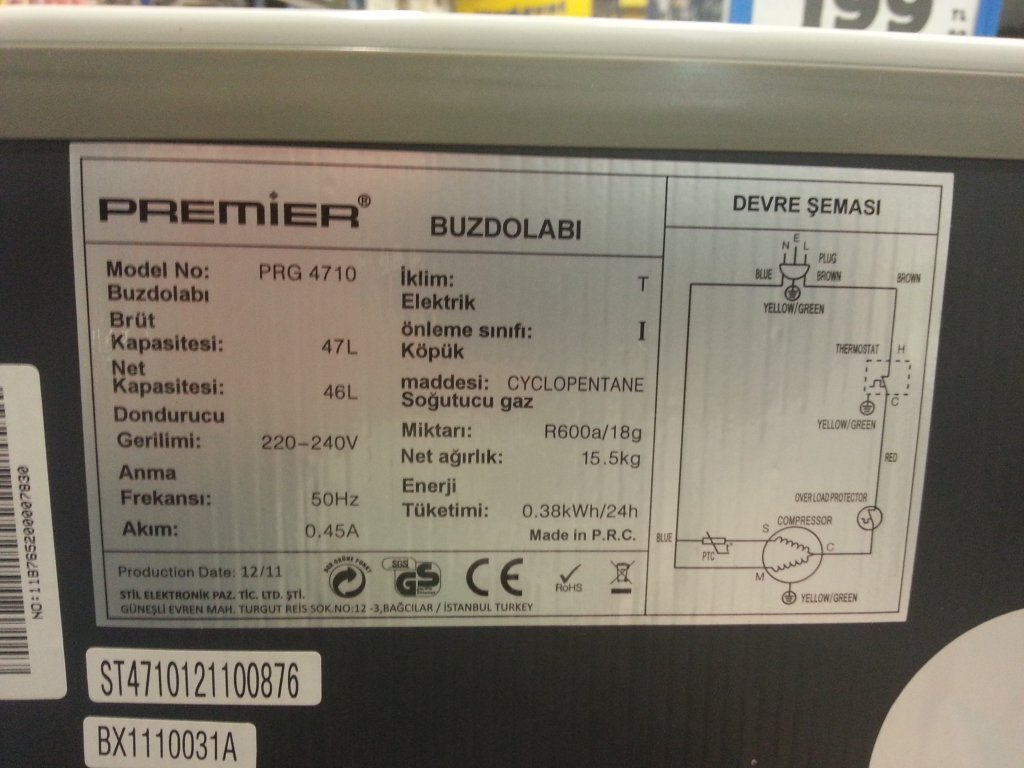 199 TL
PREMiER®
BUZDOLABI
Model No: PRG 4710
Buzdolabı
Brüt
Kapasitesi: 47L
Net
Kapasitesi: 46L
Dondurucu
Gerilimi: 220-240V
Anma
Frekansı: 50Hz
Akım: 0.45A
İklim: T
Elektrik
önleme sınıfı: I
Köpük
maddesi: CYCLOPENTANE
Soğutucu gaz
Miktarı: R600a/18g
Net ağırlık: 15.5kg
Enerji
Tüketimi: 0.38kWh/24h
Made in P.R.C.
Production Date: 12/11
STİL ELEKTRONİK PAZ. TİC. LTD. ŞTİ.
GÜNEŞLİ EVREN MAH. TURGUT REİS SOK.NO:12 -3,BAĞCILAR / İSTANBUL TURKEY
SGS
GS
CE
RoHS
DEVRE ŞEMASI
E
N L
PLUG
BLUE BROWN BROWN
YELLOW/GREEN
THERMOSTAT H
C
YELLOW/GREEN
RED
OVER LOAD PROTECTOR
S COMPRESSOR
BLUE
PTC
C
M
YELLOW/GREEN
NO:118765200007830
ST4710121100876
BX1110031A